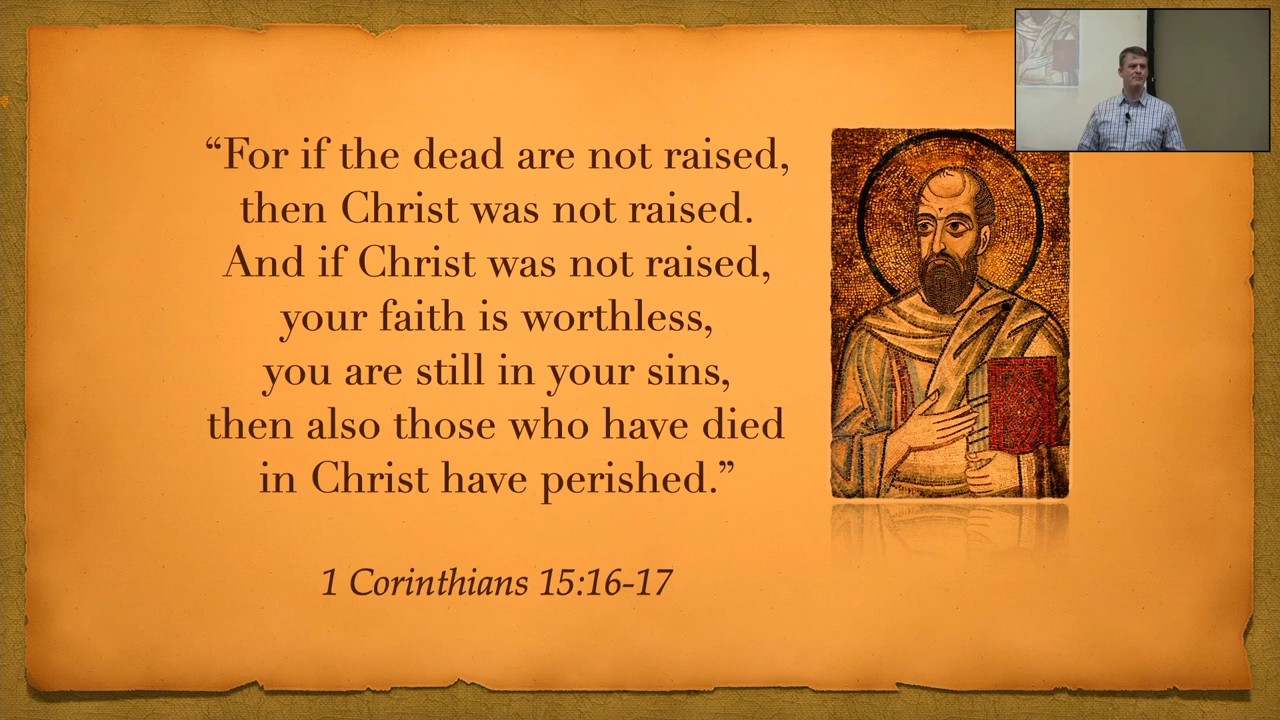 “For if the dead are not raised,
then Christ was not raised.
And if Christ was not raised,
your faith is worthless,
you are still in your sins,
then also those who have died
in Christ have perished.”
1 Corinthians 15:16-17